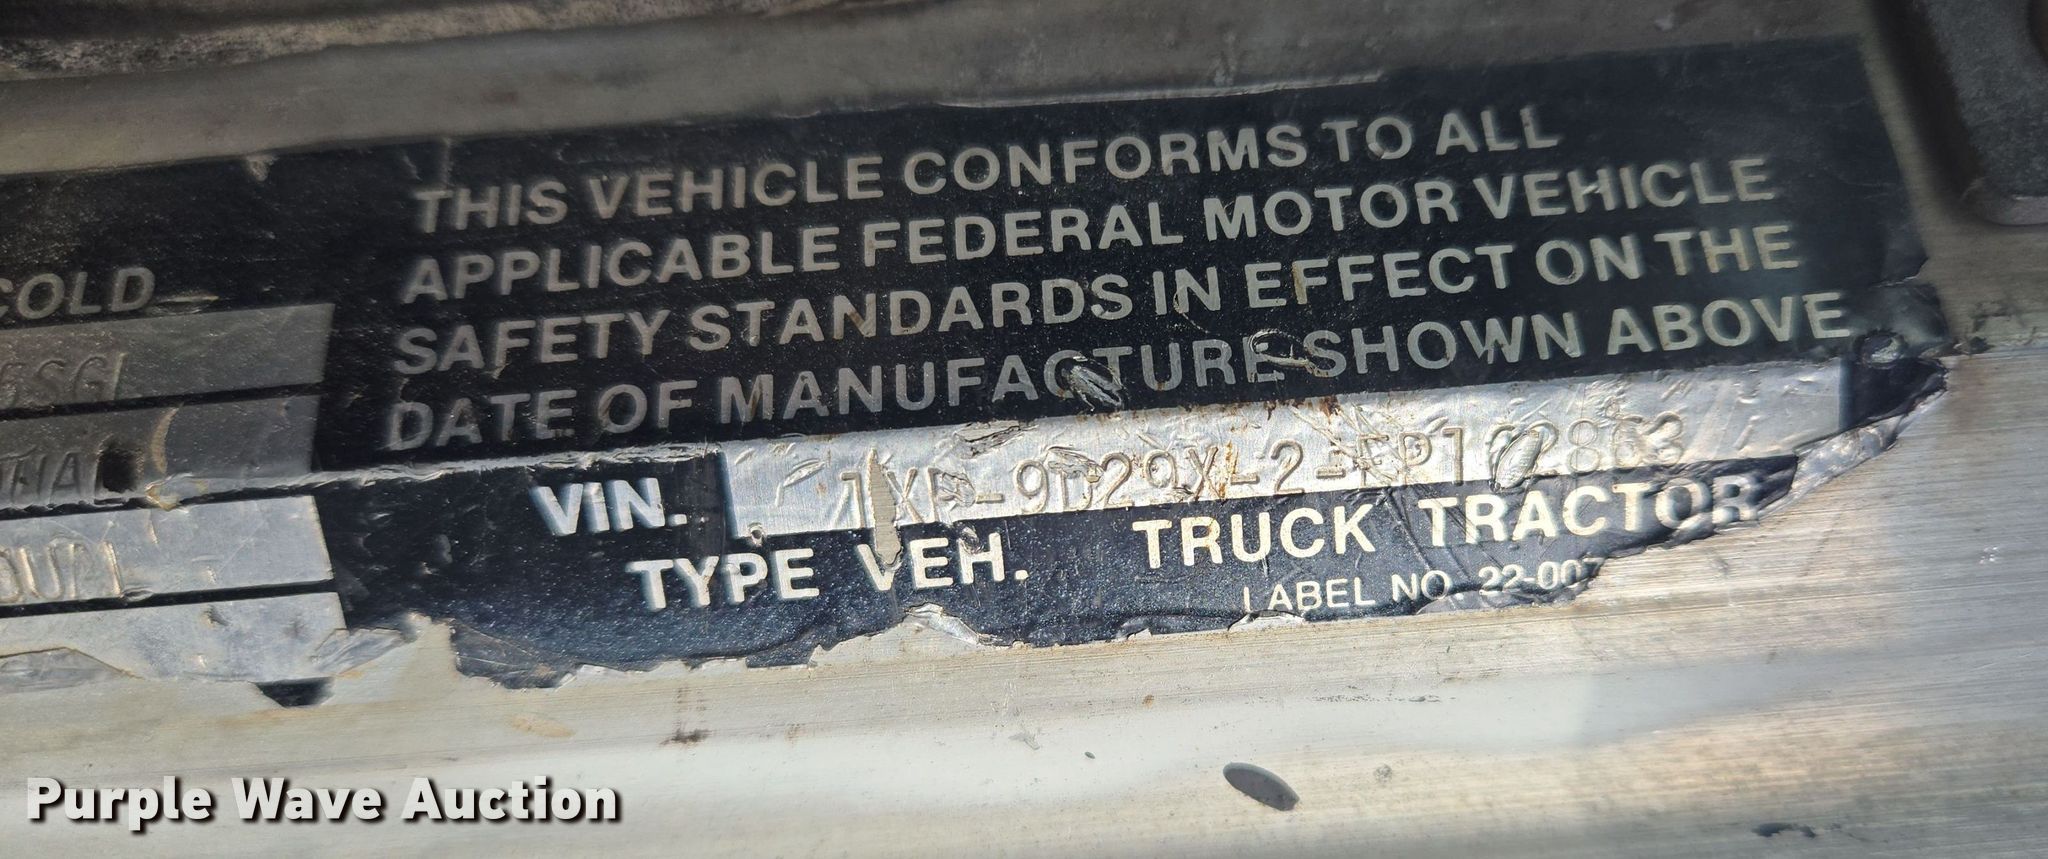 COLD
THIS VEHICLE CONFORMS TO ALL
APPLICABLE FEDERAL MOTOR VEHICLE
SAFETY STANDARDS IN EFFECT ON THE
DATE OF MANUFACTURE SHOWN ABOVE
VIN.
TYPE VEH. TRUCK TRACTOR
LABEL NO. 22-007
Purple Wave Auction